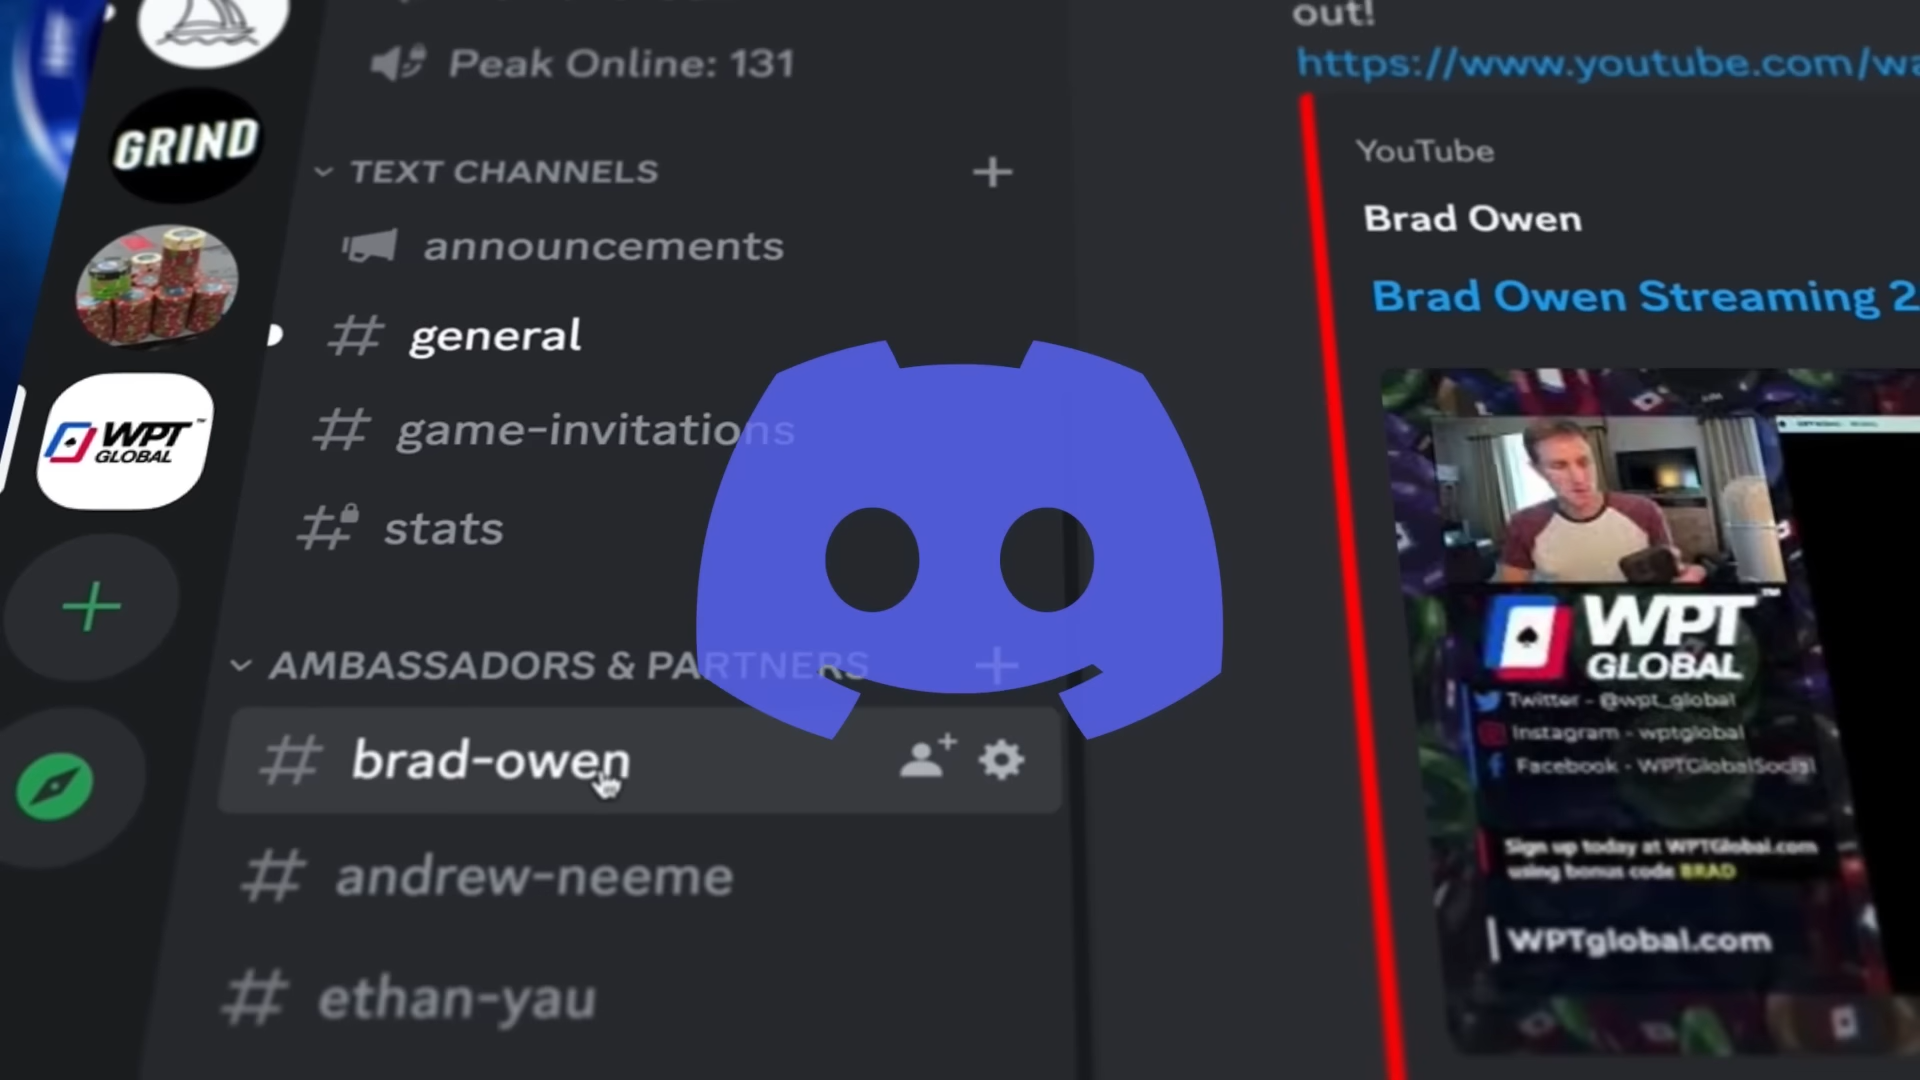 out!
https://www.youtube.com/wa
Peak Online: 131
GRIND
TEXT CHANNELS
announcements
general
game-invitations
stats
WPT
GLOBAL
AMBASSADORS & PARTNERS
brad-owen
andrew-neeme
ethan-yau
YouTube
Brad Owen
Brad Owen Streaming 2
WPT™
GLOBAL
Twitter - @wpt_global
Instagram - wptglobal
Facebook - WPTGlobalSocial
Sign up today at WPTGlobal.com
using bonus code BRAD
WPTglobal.com